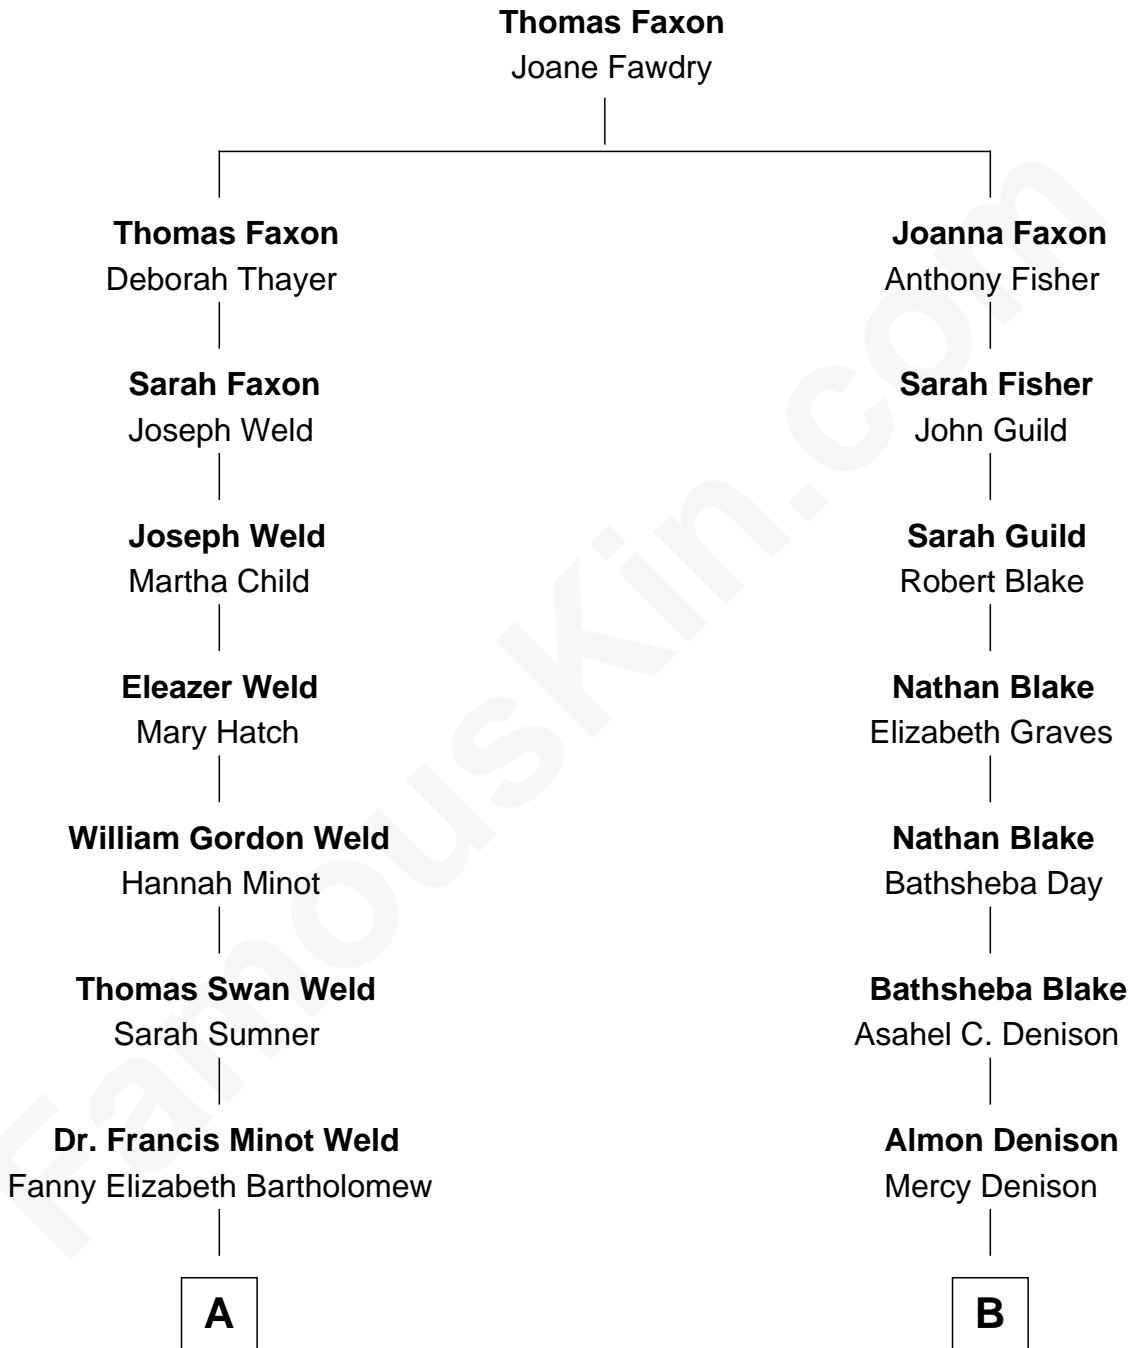 Thomas Faxon
Joane Fawdry
Thomas Faxon
Deborah Thayer
Joanna Faxon
Anthony Fisher
Sarah Faxon
Joseph Weld
Sarah Fisher
John Guild
Joseph Weld
Martha Child
Sarah Guild
Robert Blake
Eleazer Weld
Mary Hatch
Nathan Blake
Elizabeth Graves
William Gordon Weld
Hannah Minot
Nathan Blake
Bathsheba Day
Thomas Swan Weld
Sarah Sumner
Bathsheba Blake
Asahel C. Denison
Dr. Francis Minot Weld
Fanny Elizabeth Bartholomew
Almon Denison
Mercy Denison
A
B
FamousKin.com